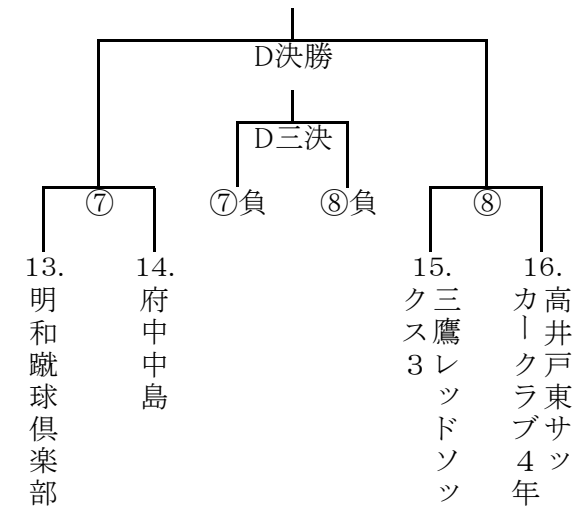 D決勝
D三決
⑦
⑦負
⑧負
⑧
13.
明和蹴球倶楽部
14.
府中中島
15.
三鷹レッドソッ
クス3
16.
高井戸東サッ
カークラブ4年